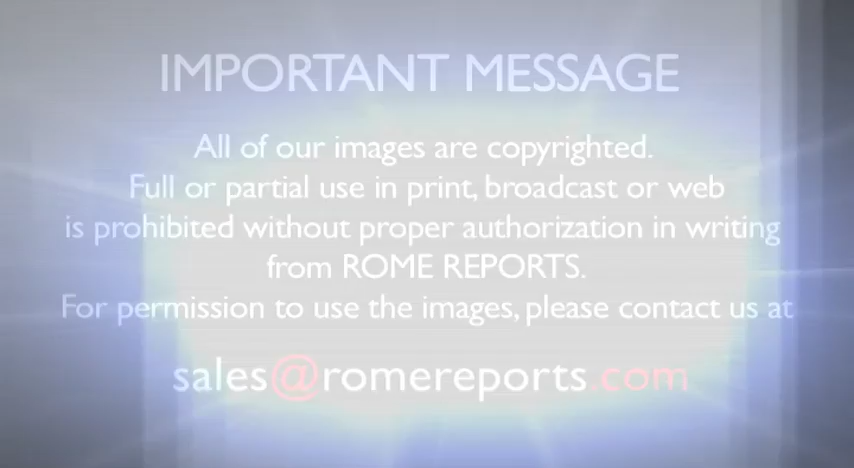 IMPORTANT MESSAGE
All of our images are copyrighted.
Full or partial use in print, broadcast or web
is prohibited without proper authorization in writing
from ROME REPORTS.
For permission to use the images, please contact us at
sales@romereports.com